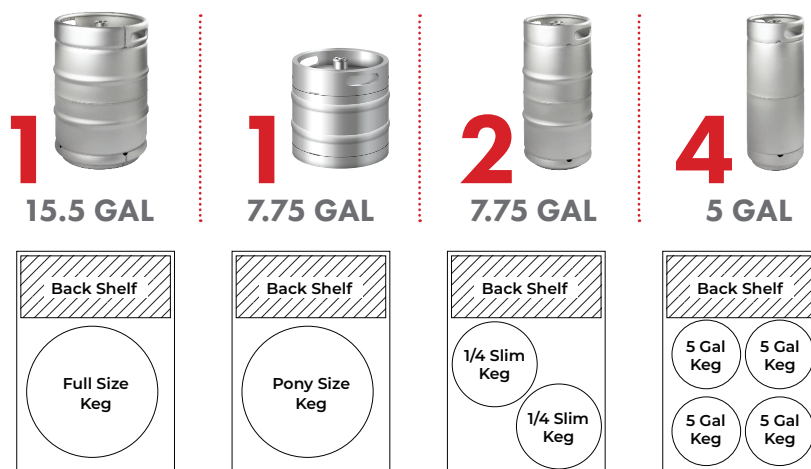 1
15.5 GAL
1
7.75 GAL
2
7.75 GAL
4
5 GAL
Back Shelf
Full Size
Keg
Back Shelf
Pony Size
Keg
Back Shelf
1/4 Slim
Keg
1/4 Slim
Keg
Back Shelf
5 Gal
Keg
5 Gal
Keg
5 Gal
Keg
5 Gal
Keg